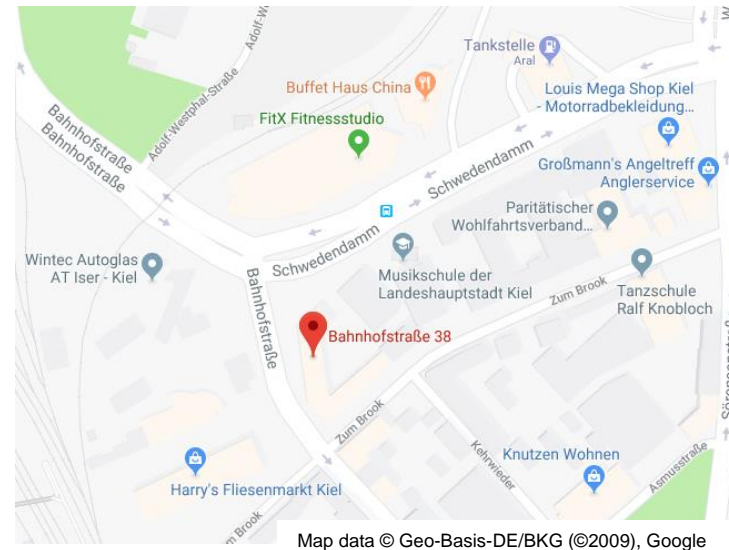 Adolf-We
Adolf-Westphal-Straße
Tankstelle
Aral
Buffet Haus China
Louis Mega Shop Kiel
- Motorradbekleidung...
FitX Fitnessstudio
Bahnhofstraße
Bahnhofstraße
Schwedendamm
Großmann's Angeltreff
Anglerservice
Paritätischer
Wohlfahrtsverband...
Wintec Autoglas
AT Iser - Kiel
Schwedendamm
Musikschule der
Landeshauptstadt Kiel
Zum Brook
Tanzschule
Ralf Knobloch
Bahnhofstraße
Bahnhofstraße 38
Zum Brook
Kehrwieder
Knutzen Wohnen
Asmusstraße
Harry's Fliesenmarkt Kiel
m Brook
Map data © Geo-Basis-DE/BKG (©2009), Google